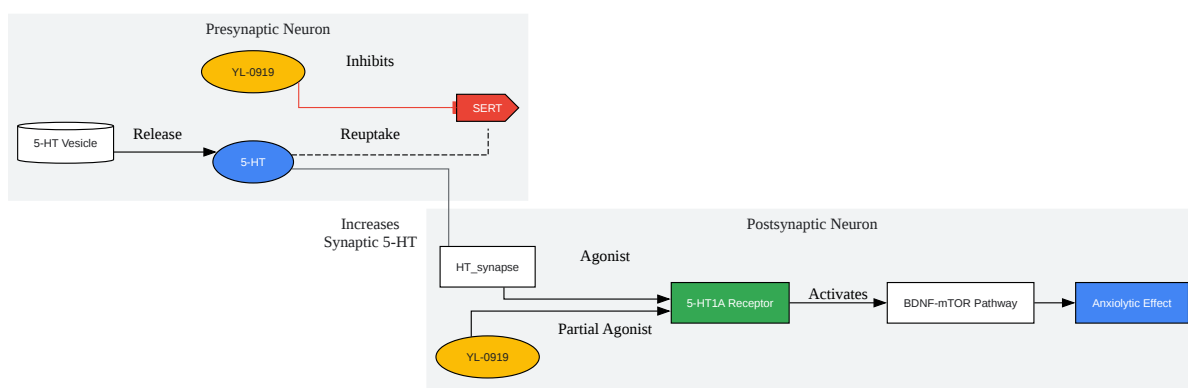 Presynaptic Neuron
YL-0919
Inhibits
SERT
5-HT Vesicle
Release
5-HT
Reuptake
Increases
Synaptic 5-HT
Postsynaptic Neuron
HT_synapse
Agonist
5-HT1A Receptor
Activates
BDNF-mTOR Pathway
Anxiolytic Effect
Partial Agonist
YL-0919